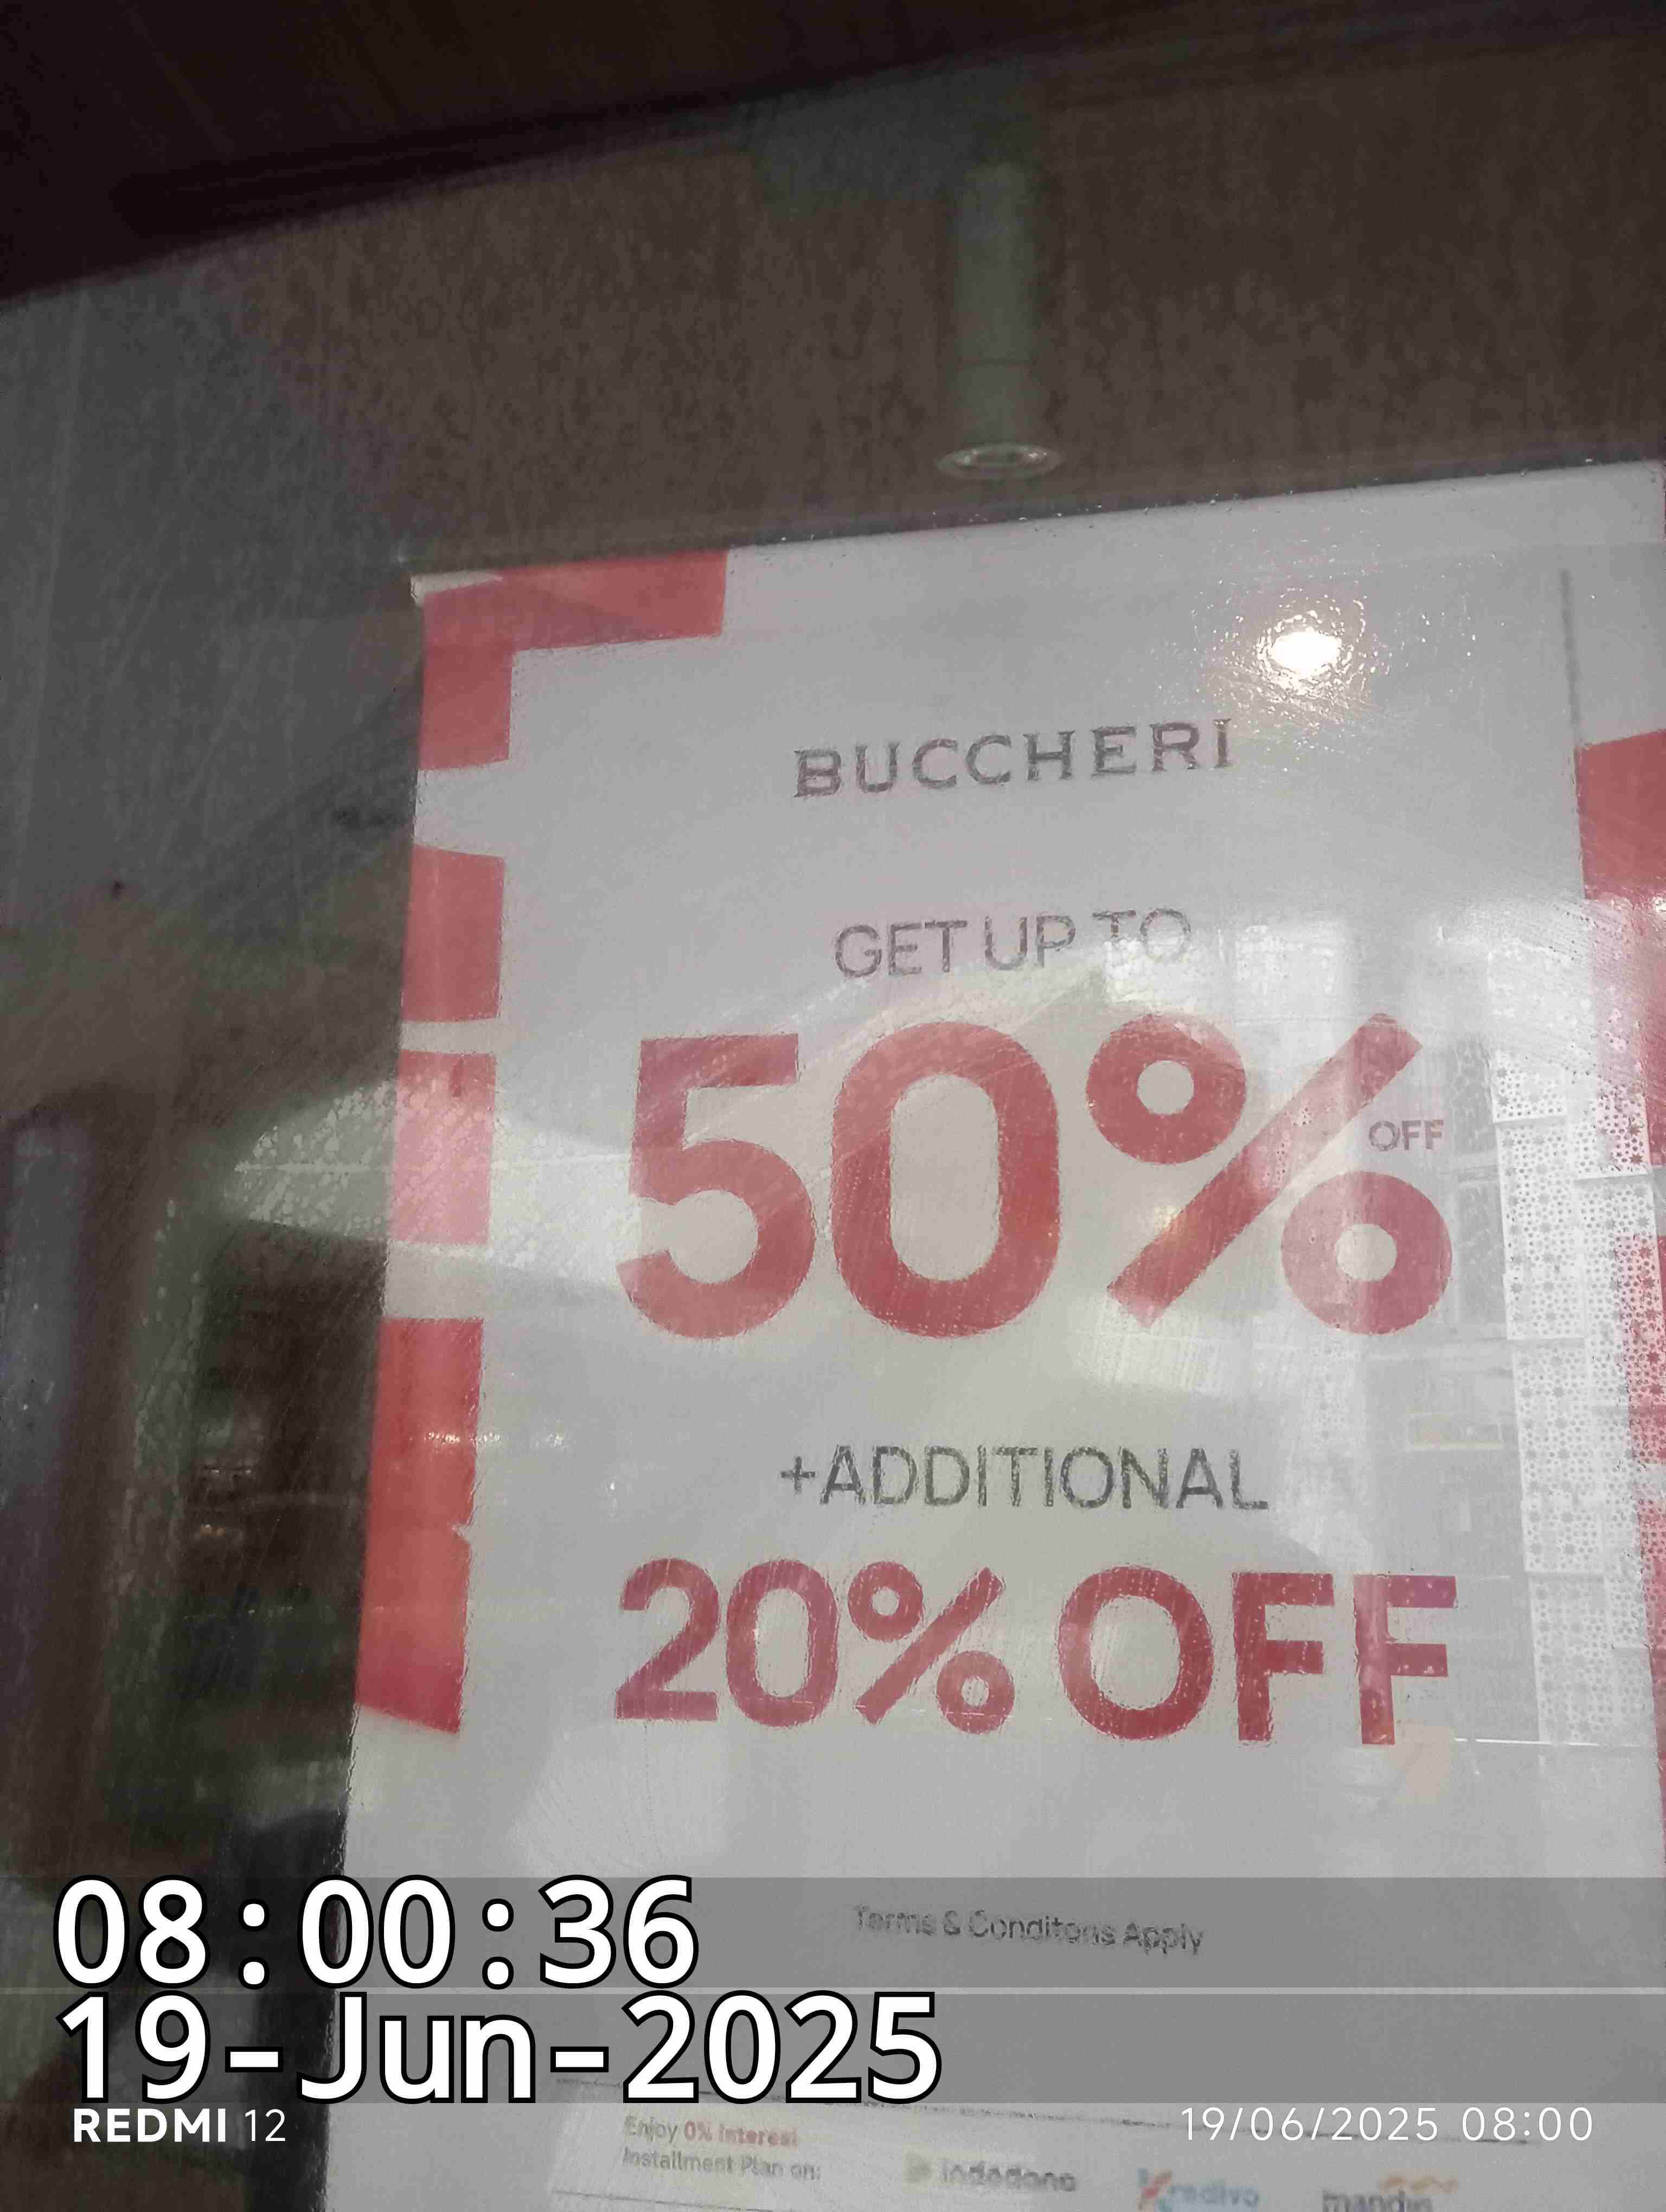 BUCCHERI
GET UP TO
50%
OFF
+ADDITIONAL
20% OFF
Terms & Conditons Apply
08:00:36
19-Jun-2025
REDMI 12
19/06/2025 08:00
Enjoy 0% Interest
Installment Plan on:
indodana
kredivo
mandiri